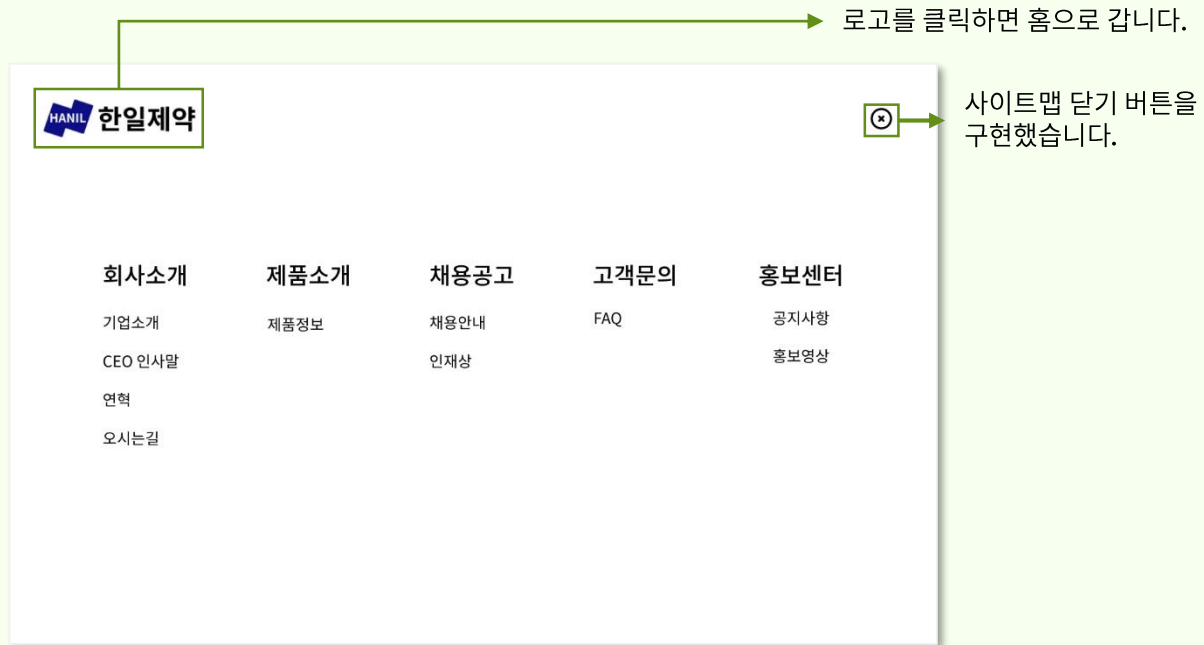 로고를 클릭하면 홈으로 갑니다.
HANIL 한일제약
사이트맵 닫기 버튼을
구현했습니다.
회사소개
기업소개
CEO 인사말
연혁
오시는길
제품소개
제품정보
채용공고
채용안내
인재상
고객문의
FAQ
홍보센터
공지사항
홍보영상